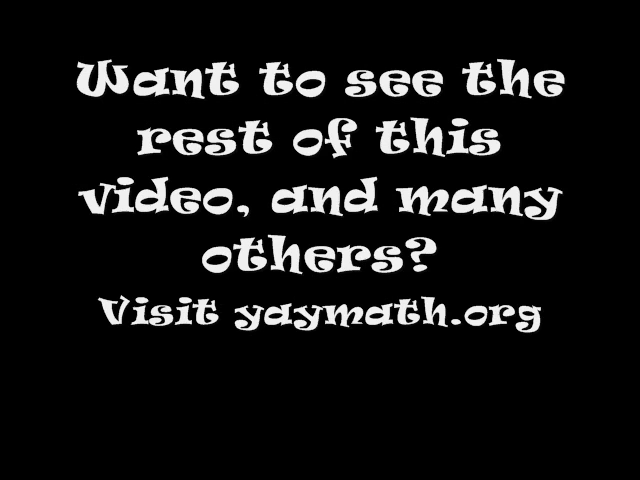 Want to see the
rest of this
video, and many
others?
Visit yaymath.org